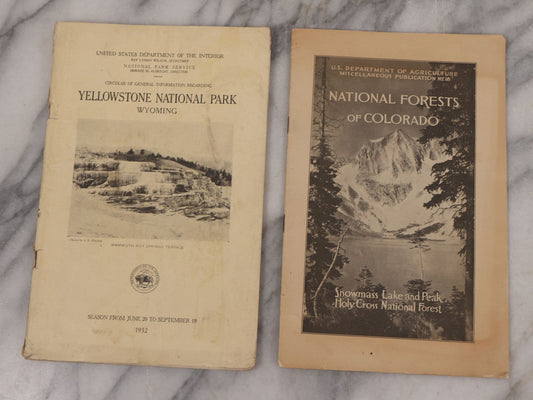 UNITED STATES DEPARTMENT OF THE INTERIOR
RAY LYMAN WILBUR, SECRETARY
NATIONAL PARK SERVICE
HORACE M. ALBRIGHT, DIRECTOR
CIRCULAR OF GENERAL INFORMATION REGARDING
YELLOWSTONE NATIONAL PARK
WYOMING
MAMMOTH HOT SPRINGS TERRACE
SEASON FROM JUNE 20 TO SEPTEMBER 19
1932
U.S. DEPARTMENT OF AGRICULTURE
MISCELLANEOUS PUBLICATION No 18
NATIONAL FORESTS
OF COLORADO
Snowmass Lake and Peak
Holy Cross National Forest